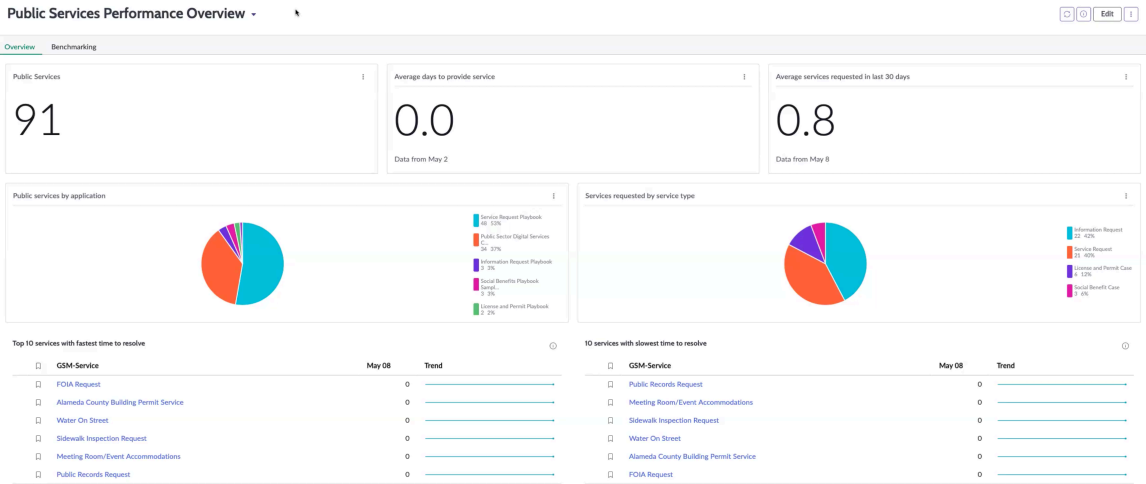 Public Services Performance Overview
Edit
Overview Benchmarking
Public Services
91
Average days to provide service
0.0
Data from May 2
Average services requested in last 30 days
0.8
Data from May 8
Public services by application
Service Request Playbook
48 53%
Public Sector Digital Services
C...
34 37%
Information Request Playbook
3 3%
Social Benefits Playbook
Sampl...
3 3%
License and Permit Playbook
2 2%
Services requested by service type
Information Request
22 42%
Service Request
21 40%
License and Permit Case
6 12%
Social Benefit Case
3 6%
Top 10 services with fastest time to resolve
GSM-Service May 08 Trend
FOIA Request 0
Alameda County Building Permit Service 0
Water On Street 0
Sidewalk Inspection Request 0
Meeting Room/Event Accommodations 0
Public Records Request 0
10 services with slowest time to resolve
GSM-Service May 08 Trend
Public Records Request 0
Meeting Room/Event Accommodations 0
Sidewalk Inspection Request 0
Water On Street 0
Alameda County Building Permit Service 0
FOIA Request 0